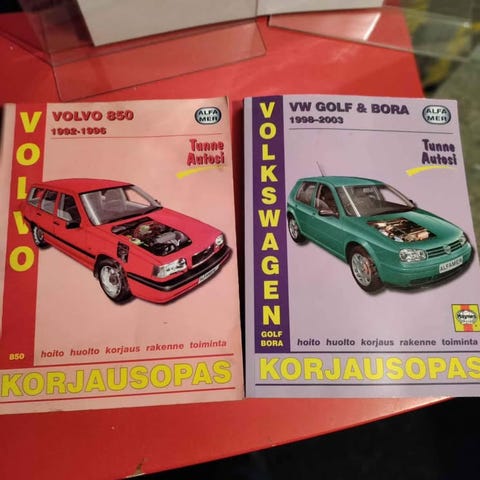 VOLVO
VOLVO 850
1992-1996
ALFA
MER
Tunne
Autosi
850
hoito huolto korjaus rakenne toiminta
KORJAUSOPAS
VOLKSWAGEN
GOLF
BORA
VW GOLF & BORA
1998-2003
ALFA
MER
Tunne
Autosi
ALFAMER
Haynes
hoito huolto korjaus rakenne toiminta
KORJAUSOPAS